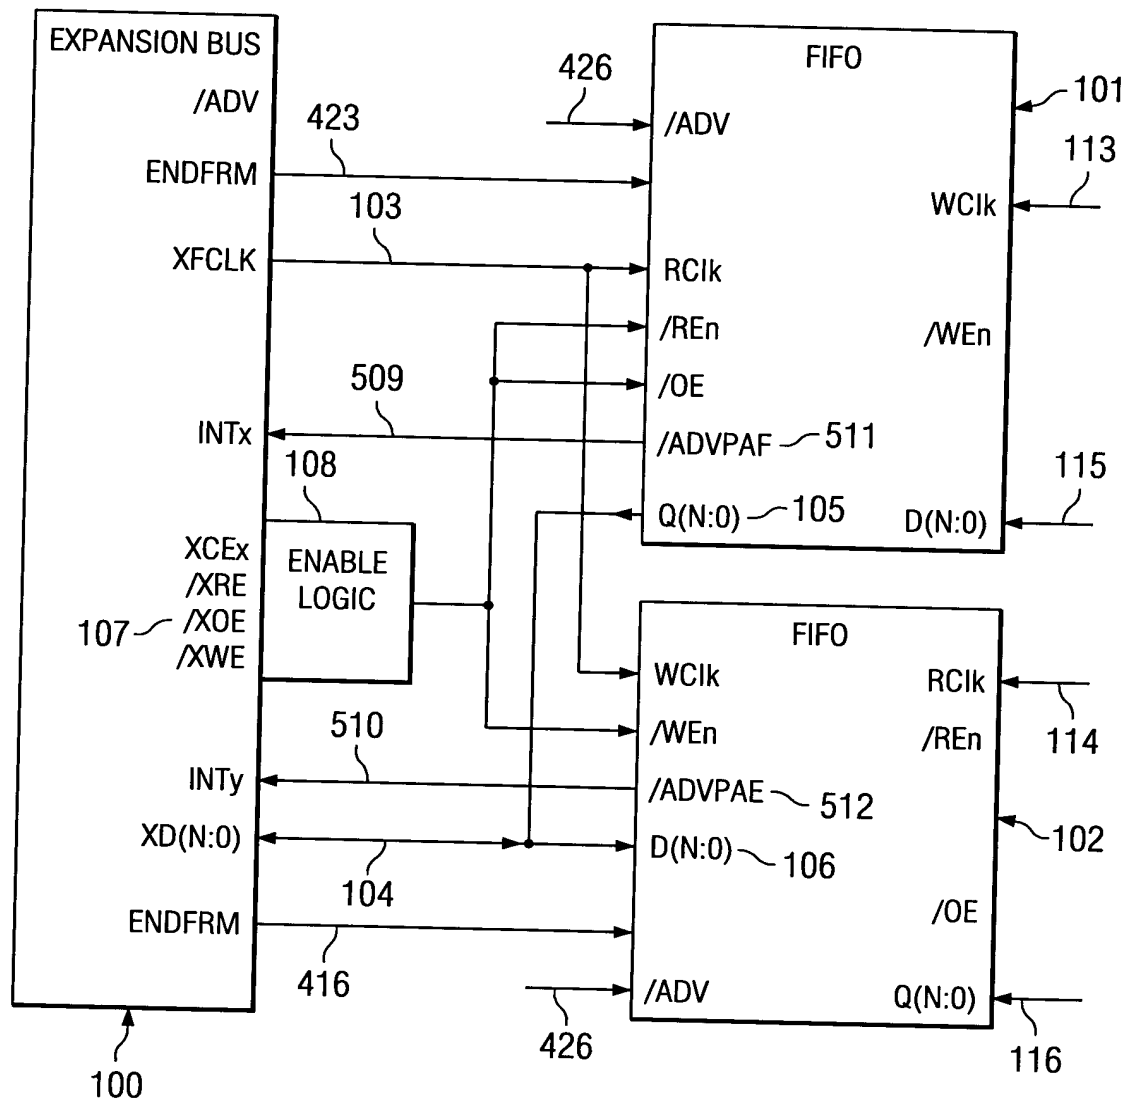 EXPANSION BUS
/ADV
ENDFRM
XFCLK
INTx
XCEx
/XRE
/XOE
/XWE
107
INTy
XD(N:0)
ENDFRM
100
423
103
509
108
ENABLE
LOGIC
510
104
416
426
FIFO
/ADV
RClk
/REn
/OE
/ADVPAF
511
Q(N:0)
105
WClk
/WEn
D(N:0)
101
113
115
FIFO
WClk
/WEn
/ADVPAE
512
D(N:0)
106
/ADV
426
RClk
/REn
/OE
Q(N:0)
114
102
116